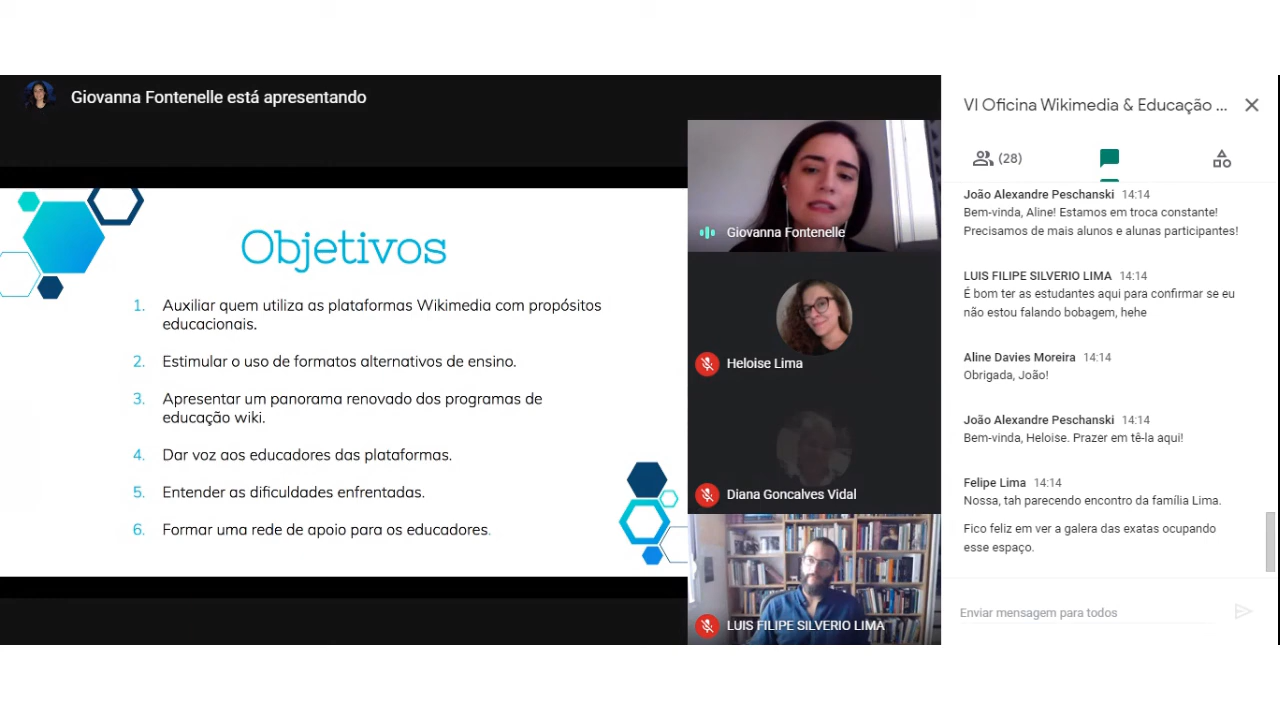 Giovanna Fontenelle está apresentando
Objetivos
1. Auxiliar quem utiliza as plataformas Wikimedia com propósitos
educacionais.
2. Estimular o uso de formatos alternativos de ensino.
3. Apresentar um panorama renovado dos programas de
educação wiki.
4. Dar voz aos educadores das plataformas.
5. Entender as dificuldades enfrentadas.
6. Formar uma rede de apoio para os educadores.
Giovanna Fontenelle
Heloise Lima
Diana Goncalves Vidal
LUIS FILIPE SILVERIO LIMA
VI Oficina Wikimedia & Educação ...
(28)
João Alexandre Peschanski 14:14
Bem-vinda, Aline! Estamos em troca constante!
Precisamos de mais alunos e alunas participantes!
LUIS FILIPE SILVERIO LIMA 14:14
É bom ter as estudantes aqui para confirmar se eu
não estou falando bobagem, hehe
Aline Davies Moreira 14:14
Obrigada, João!
João Alexandre Peschanski 14:14
Bem-vinda, Heloise. Prazer em tê-la aqui!
Felipe Lima 14:14
Nossa, tah parecendo encontro da família Lima.
Fico feliz em ver a galera das exatas ocupando
esse espaço.
Enviar mensagem para todos